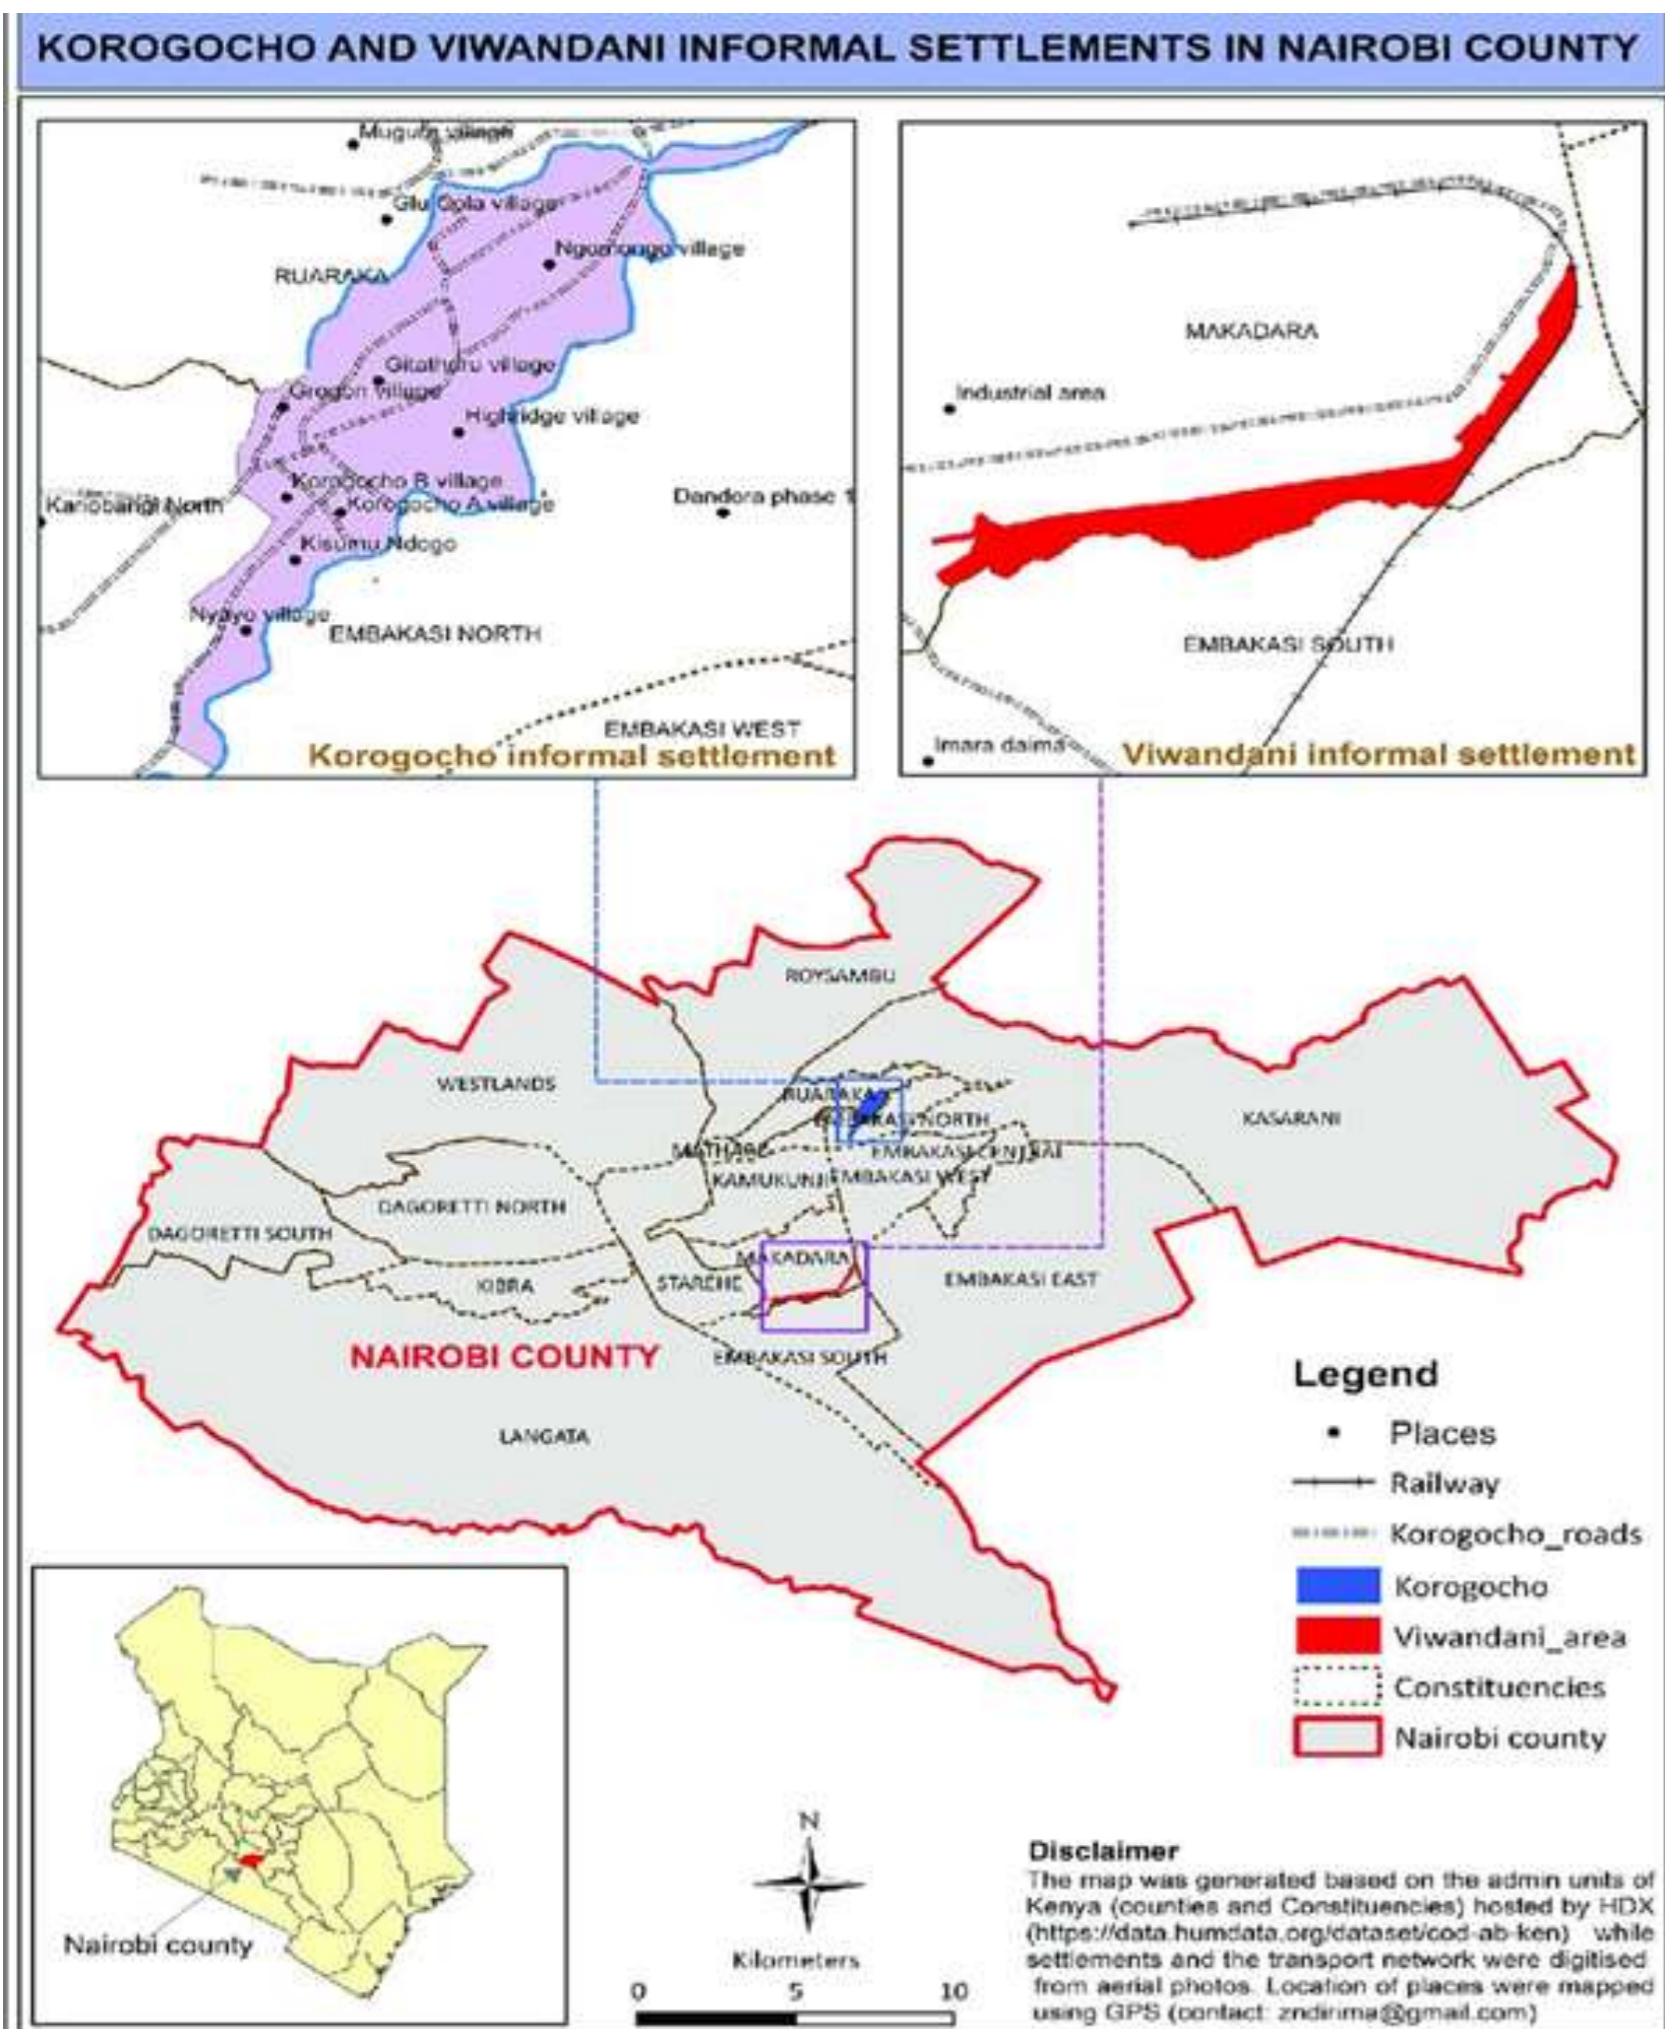 KOROGOCHO AND VIWANDANI INFORMAL SETTLEMENTS IN NAIROBI COUNTY
village
Glu Gola village
Ngomongo village
RUARAKA
Gitathuru village
Grogon village
Highridge village
Korogocho B village
Kariobangi North
Korogocho A village
Dandora phase 1
Kisumu Ndogo
Nyayo village
EMBAKASI NORTH
EMBAKASI WEST
Korogocho informal settlement
MAKADARA
Industrial area
EMBAKASI SOUTH
Imara daima
Viwandani informal settlement
ROYSAMBU
WESTLANDS
RUARAKA
EMBAKASI NORTH
KASARANI
MATHARE
EMBAKASI CENTRAL
KAMUKUNJI
EMBAKASI WEST
DAGORETTI NORTH
DAGORETTI SOUTH
MAKADARA
KIBRA
STAREHE
EMBAKASI EAST
NAIROBI COUNTY
EMBAKASI SOUTH
LANGATA
Legend
Places
Railway
Korogocho_roads
Korogocho
Viwandani_area
Constituencies
Nairobi county
Nairobi county
N
Kilometers
0 5 10
Disclaimer
The map was generated based on the admin units of
Kenya (counties and Constituencies) hosted by HDX
(https://data.humdata.org/dataset/cod-ab-ken) while
settlements and the transport network were digitised
from aerial photos. Location of places were mapped
using GPS (contact: zndirima@gmail.com)